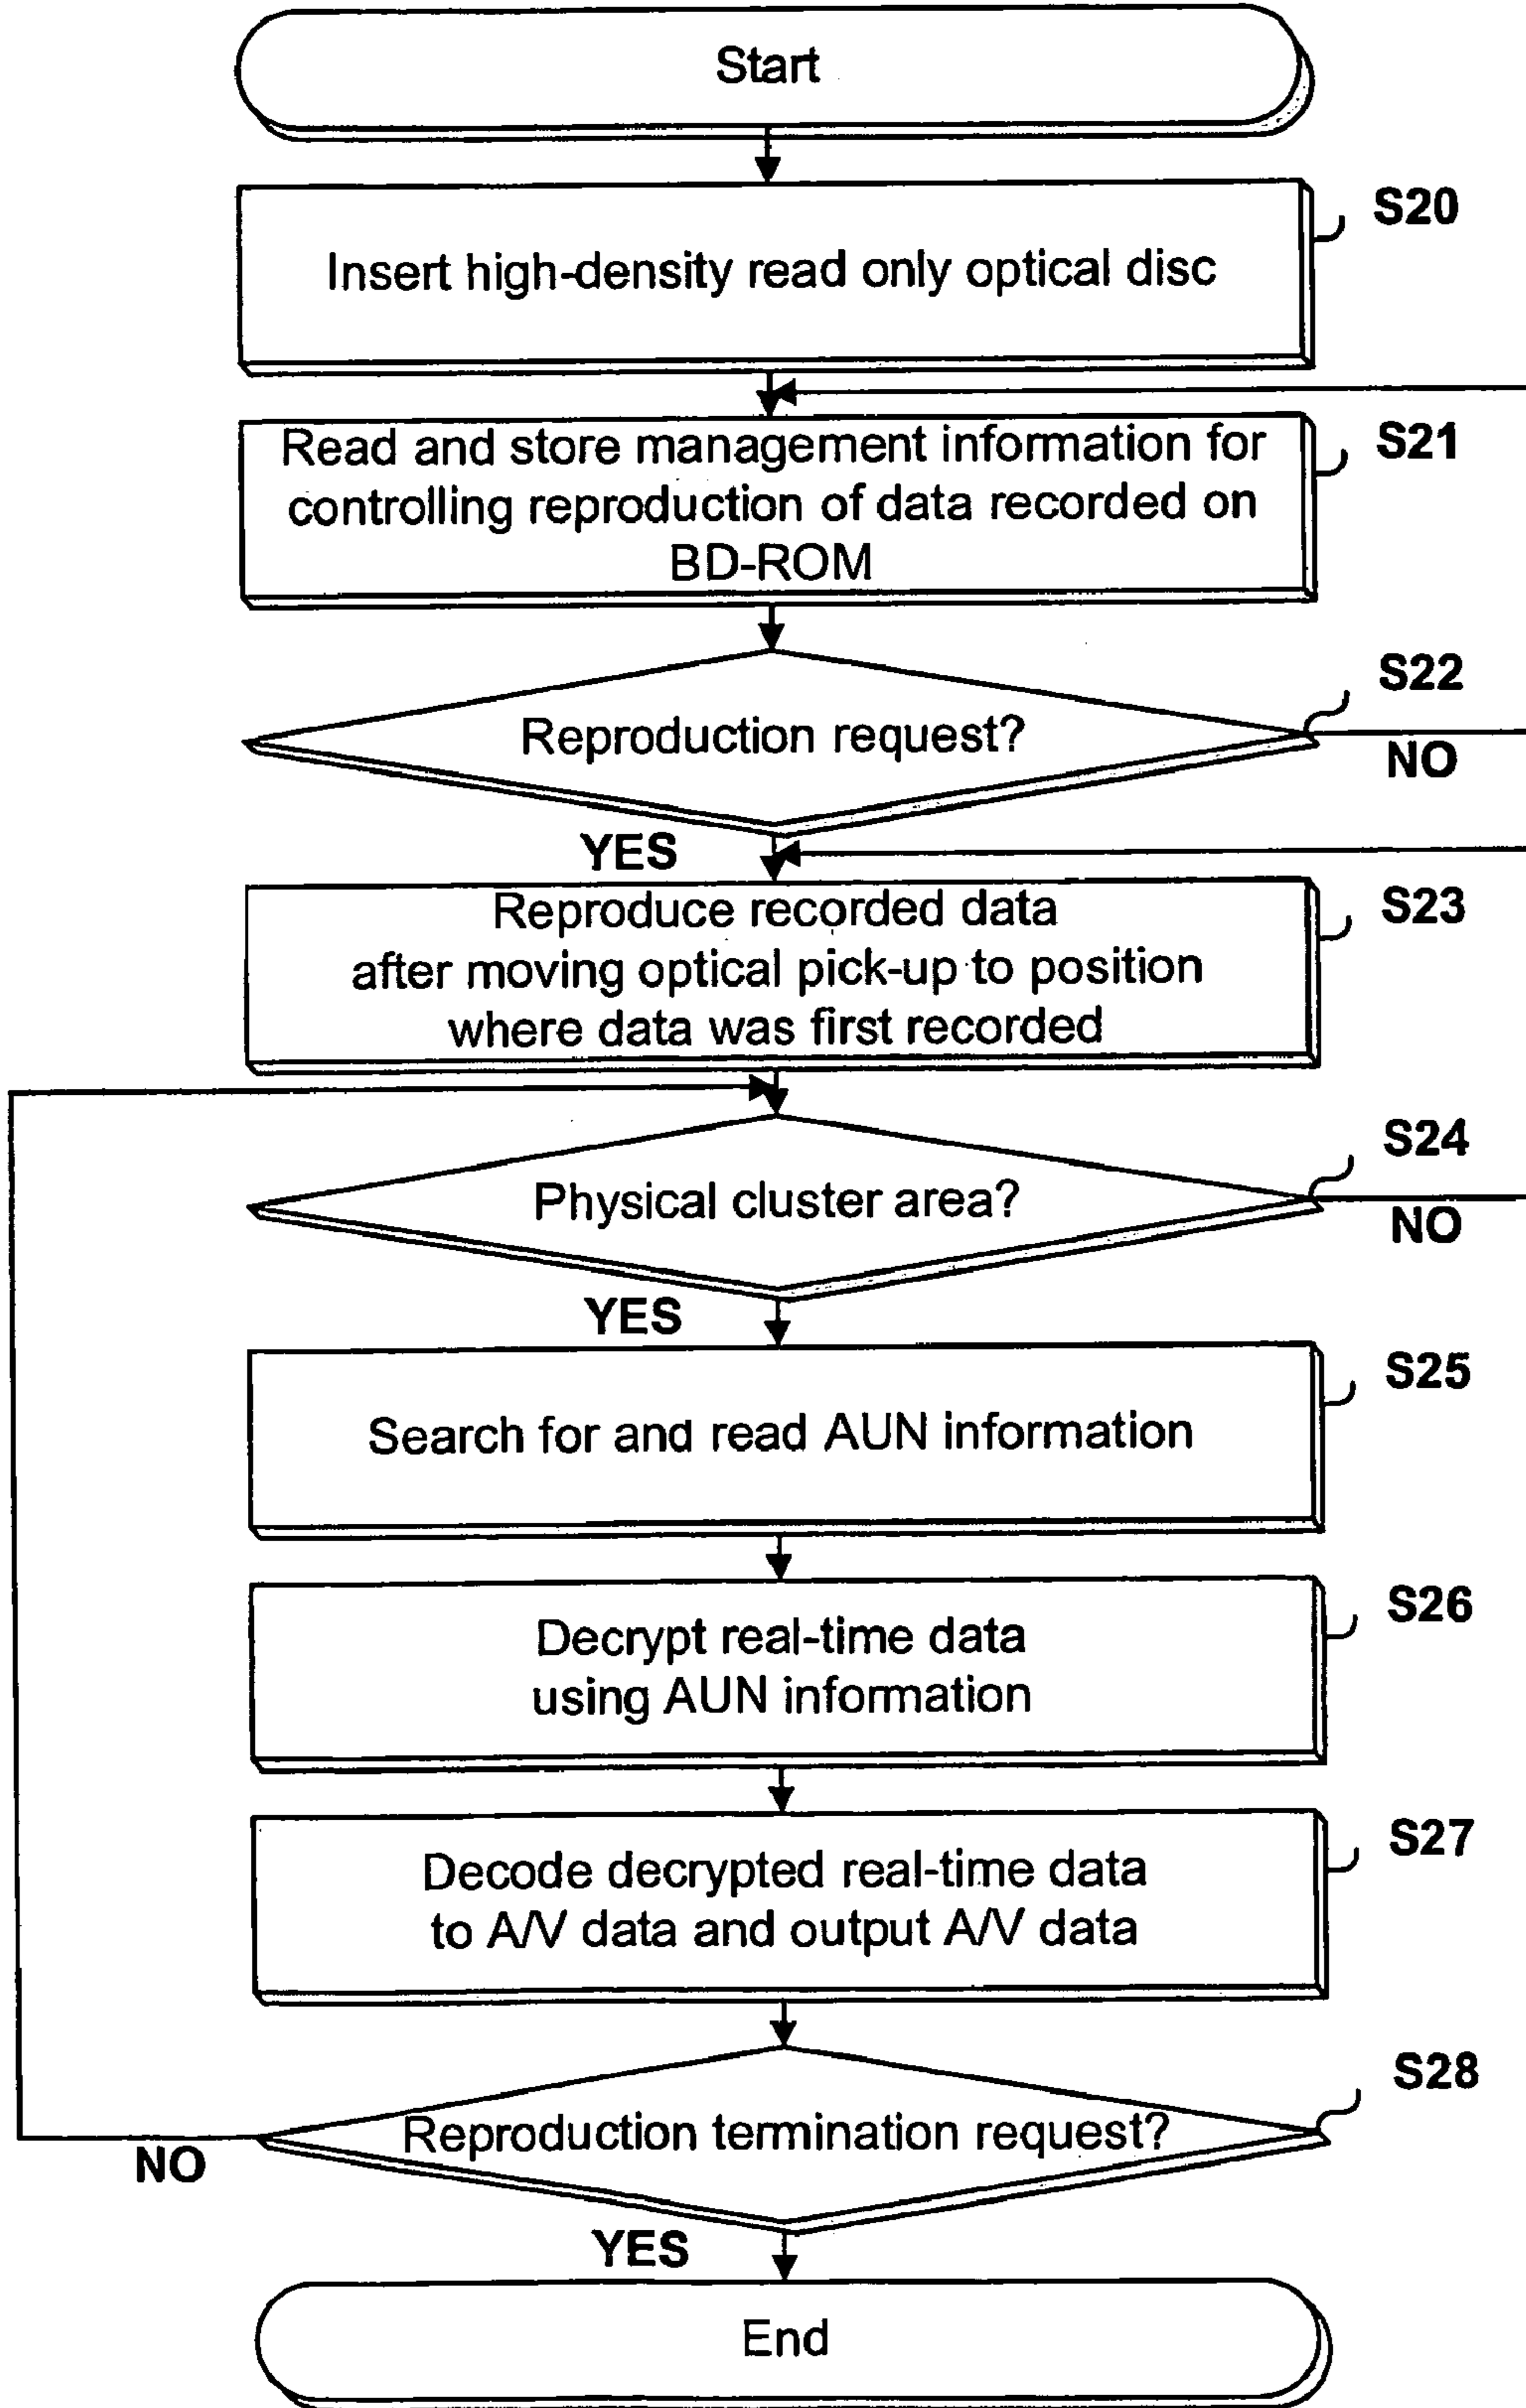 Start
S20
Insert high-density read only optical disc
S21
Read and store management information for
controlling reproduction of data recorded on
BD-ROM
S22
Reproduction request?
NO
YES
S23
Reproduce recorded data
after moving optical pick-up to position
where data was first recorded
S24
Physical cluster area?
NO
YES
S25
Search for and read AUN information
S26
Decrypt real-time data
using AUN information
S27
Decode decrypted real-time data
to A/V data and output A/V data
S28
Reproduction termination request?
NO
YES
End